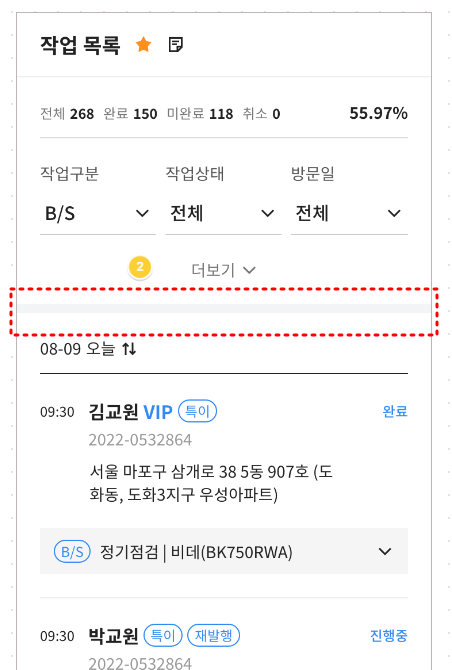 작업 목록
전체 268 완료 150 미완료 118 취소 0 55.97%
작업구분 작업상태 방문일
B/S 전체 전체
2 더보기
08-09 오늘
09:30 김교원 VIP 특이 완료
2022-0532864
서울 마포구 삼개로 38 5동 907호 (도
화동, 도화3지구 우성아파트)
B/S 정기점검 | 비데(BK750RWA)
09:30 박교원 특이 재발행 진행중
2022-0532864